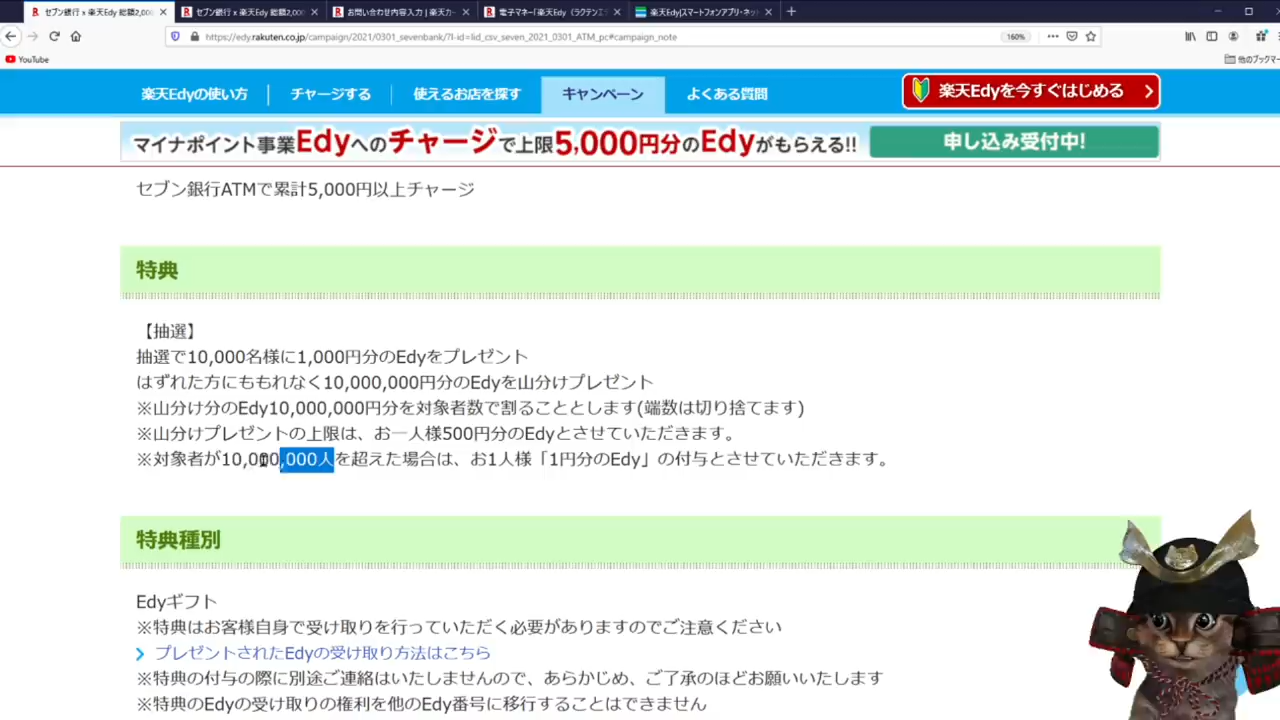 セブン銀行 x 楽天Edy 総額2,00
セブン銀行 x 楽天Edy 総額2,000
お問い合わせ内容入力 | 楽天カー
電子マネー「楽天Edy(ラクテンエデ
楽天Edy|スマートフォンアプリ・ネッ
https://edy.rakuten.co.jp/campaign/2021/0301_sevenbank/?l-id=lid_csv_seven_2021_0301_ATM_pc#campaign_note
160%
YouTube
他のブックマー
楽天Edyの使い方
チャージする
使えるお店を探す
キャンペーン
よくある質問
楽天Edyを今すぐはじめる
マイナポイント事業Edyへのチャージで上限5,000円分のEdyがもらえる!!
申し込み受付中!
セブン銀行ATMで累計5,000円以上チャージ
特典
【抽選】
抽選で10,000名様に1,000円分のEdyをプレゼント
はずれた方にももれなく10,000,000円分のEdyを山分けプレゼント
※山分け分のEdy10,000,000円分を対象者数で割ることとします(端数は切り捨てます)
※山分けプレゼントの上限は、お一人様500円分のEdyとさせていただきます。
※対象者が10,000,000人を超えた場合は、お1人様「1円分のEdy」の付与とさせていただきます。
特典種別
Edyギフト
※特典はお客様自身で受け取りを行っていただく必要がありますのでご注意ください
プレゼントされたEdyの受け取り方法はこちら
※特典の付与の際に別途ご連絡はいたしませんので、あらかじめ、ご了承のほどお願いいたします
※特典のEdyの受け取りの権利を他のEdy番号に移行することはできません